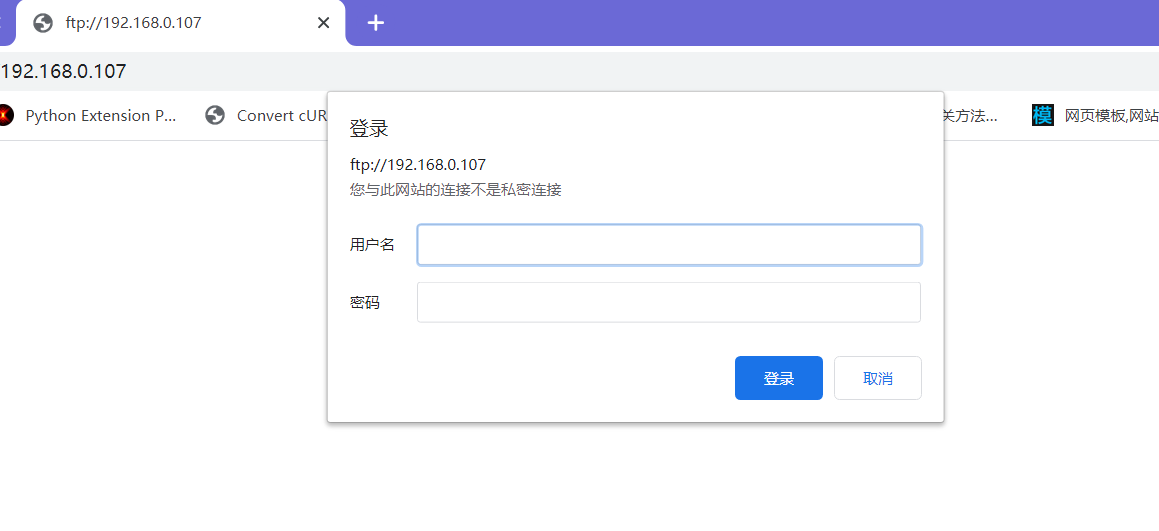 ftp://192.168.0.107
192.168.0.107
Python Extension P...
Convert cUR
关方法...
模
网页模板,网站
登录
ftp://192.168.0.107
您与此网站的连接不是私密连接
用户名
密码
登录
取消